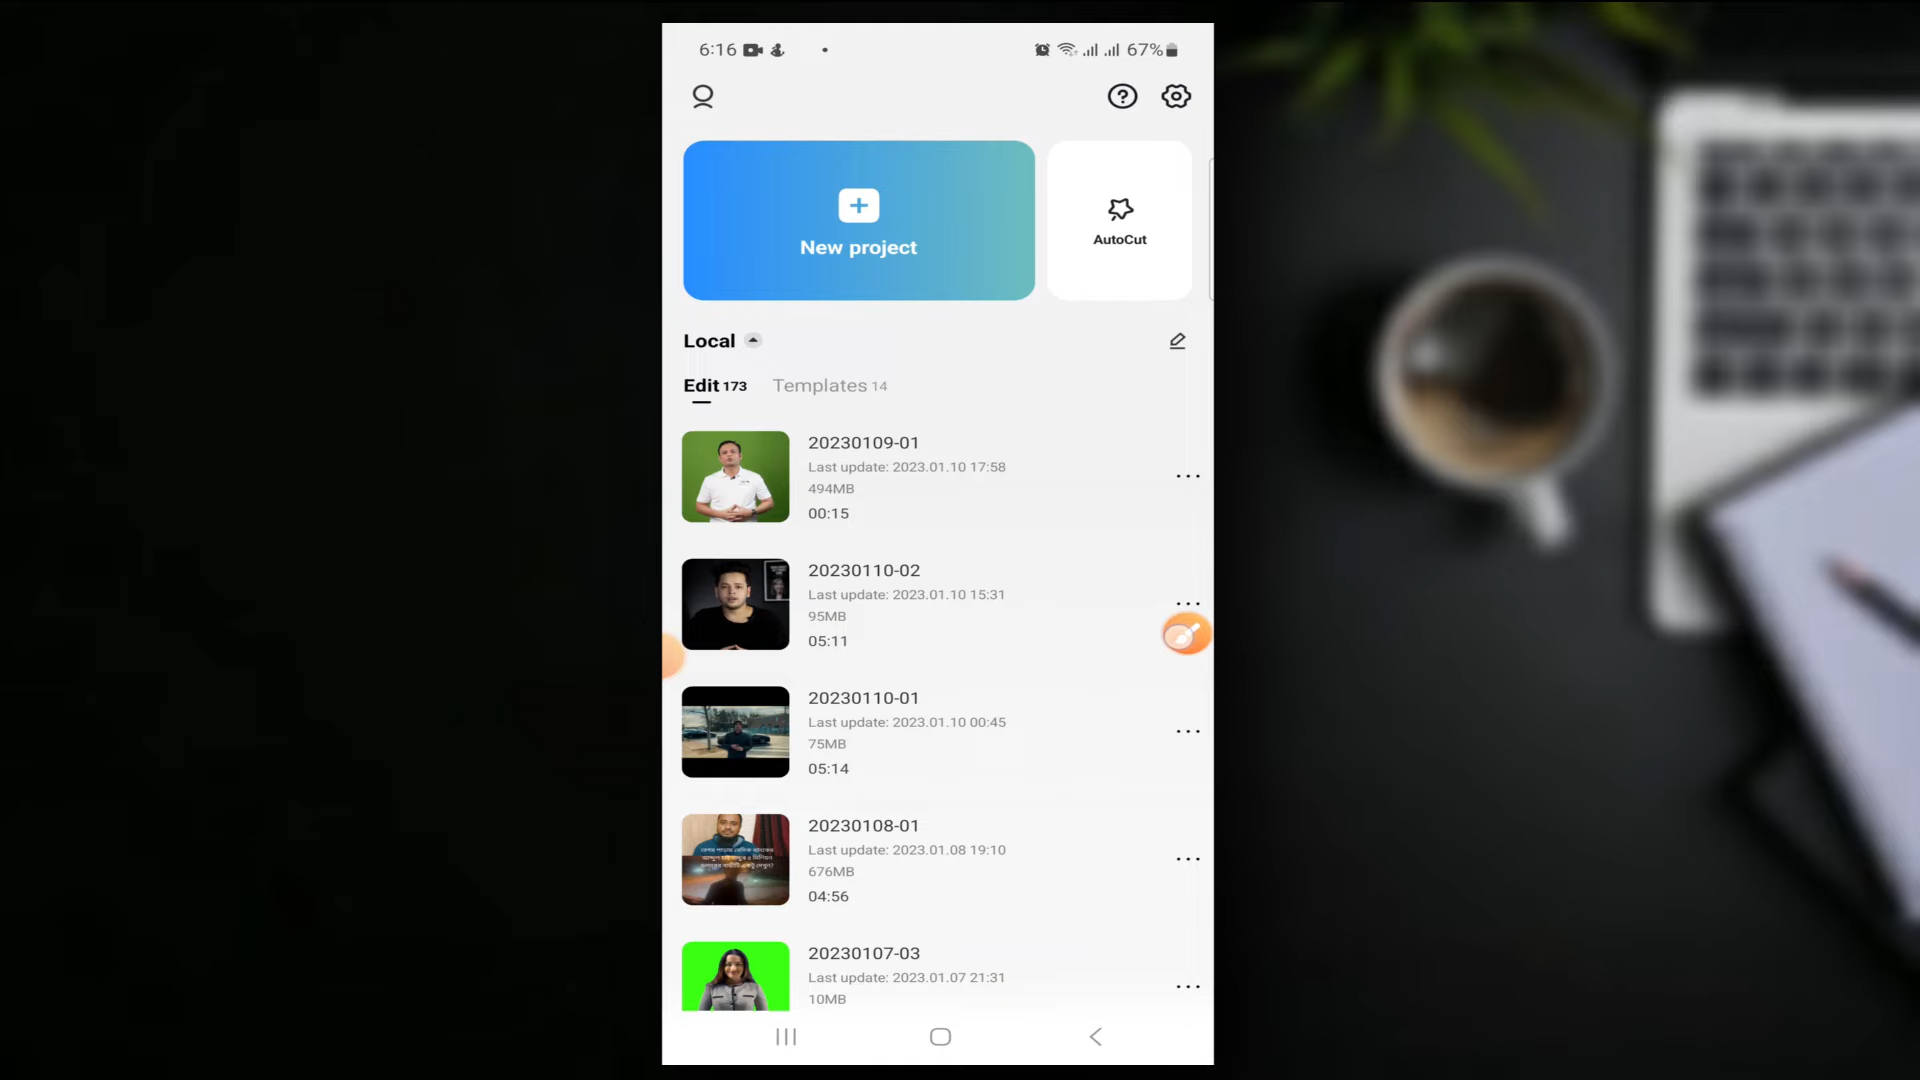 6:16 67%
New project
AutoCut
Local
Edit 173 Templates 14
20230109-01
Last update: 2023.01.10 17:58
494MB
00:15
20230110-02
Last update: 2023.01.10 15:31
95MB
05:11
20230110-01
Last update: 2023.01.10 00:45
75MB
05:14
20230108-01
Last update: 2023.01.08 19:10
676MB
04:56
20230107-03
Last update: 2023.01.07 21:31
10MB